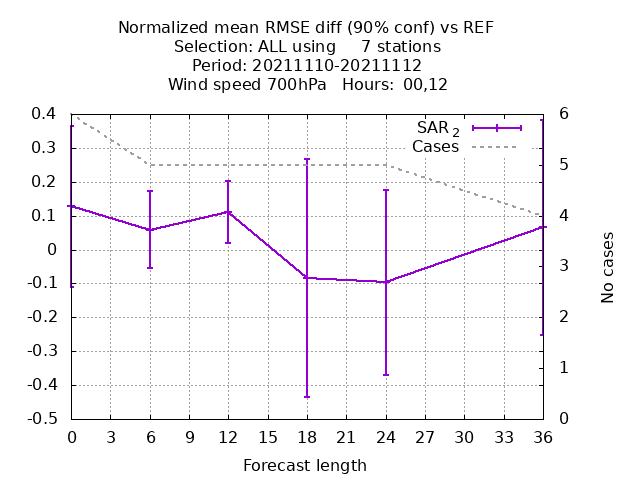 Normalized mean RMSE diff (90% conf) vs REF
Selection: ALL using 7 stations
Period: 20211110-20211112
Wind speed 700hPa Hours: 00,12
0.4
0.3
0.2
0.1
0
-0.1
-0.2
-0.3
-0.4
-0.5
SAR 2
Cases
6
5
4
3
2
1
0
No cases
0 3 6 9 12 15 18 21 24 27 30 33 36
Forecast length